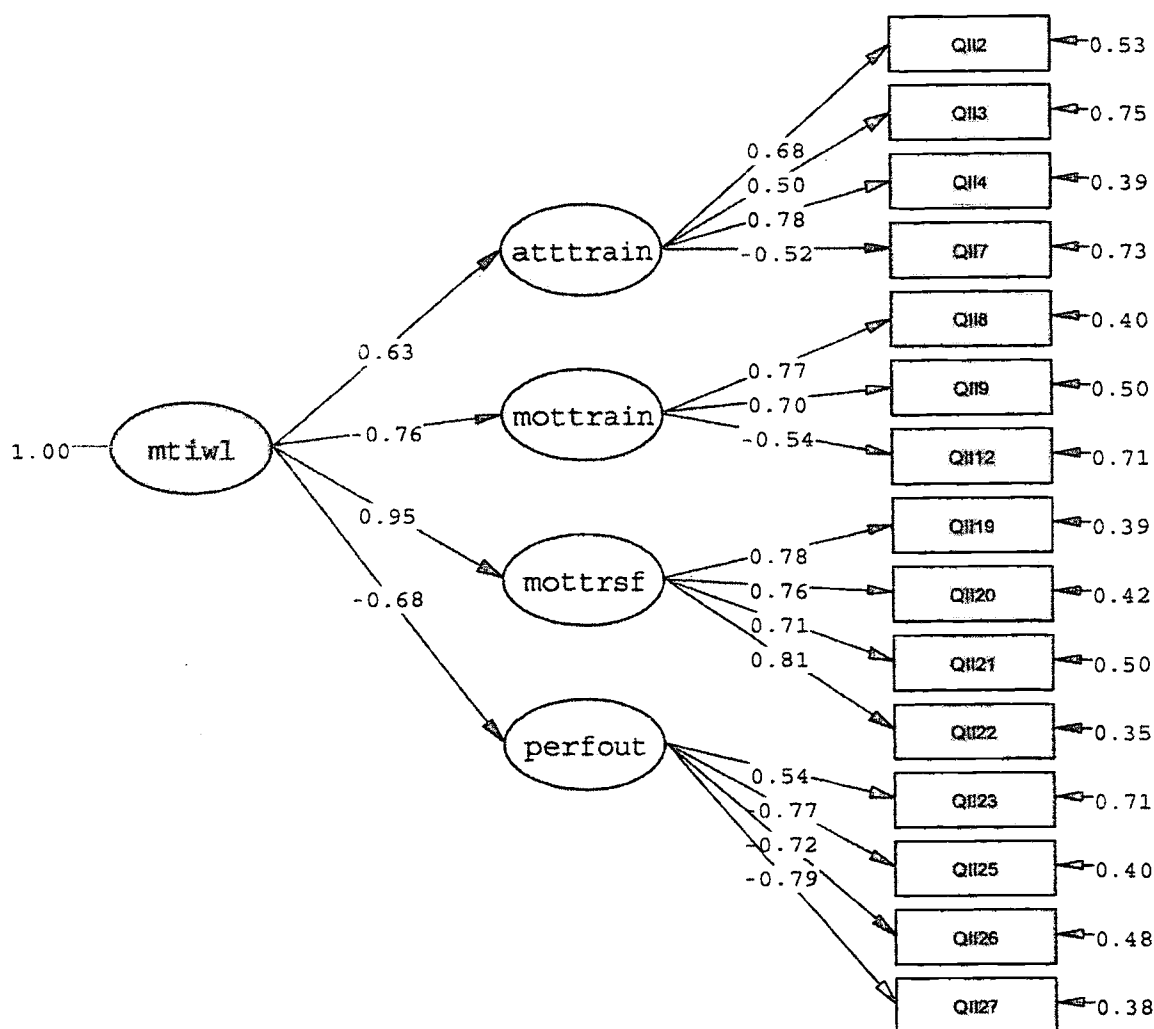 QII2
0.53
QII3
0.75
QII4
0.39
QII7
0.73
QII8
0.40
QII9
0.50
QII12
0.71
QII19
0.39
QII20
0.42
QII21
0.50
QII22
0.35
QII23
0.71
QII25
0.40
QII26
0.48
QII27
0.38
0.68
0.50
0.78
-0.52
atttrain
0.63
0.77
0.70
-0.54
mottrain
-0.76
1.00
mtiwl
0.95
0.78
0.76
0.71
0.81
mottrsf
-0.68
perfout
0.54
-0.77
-0.72
-0.79